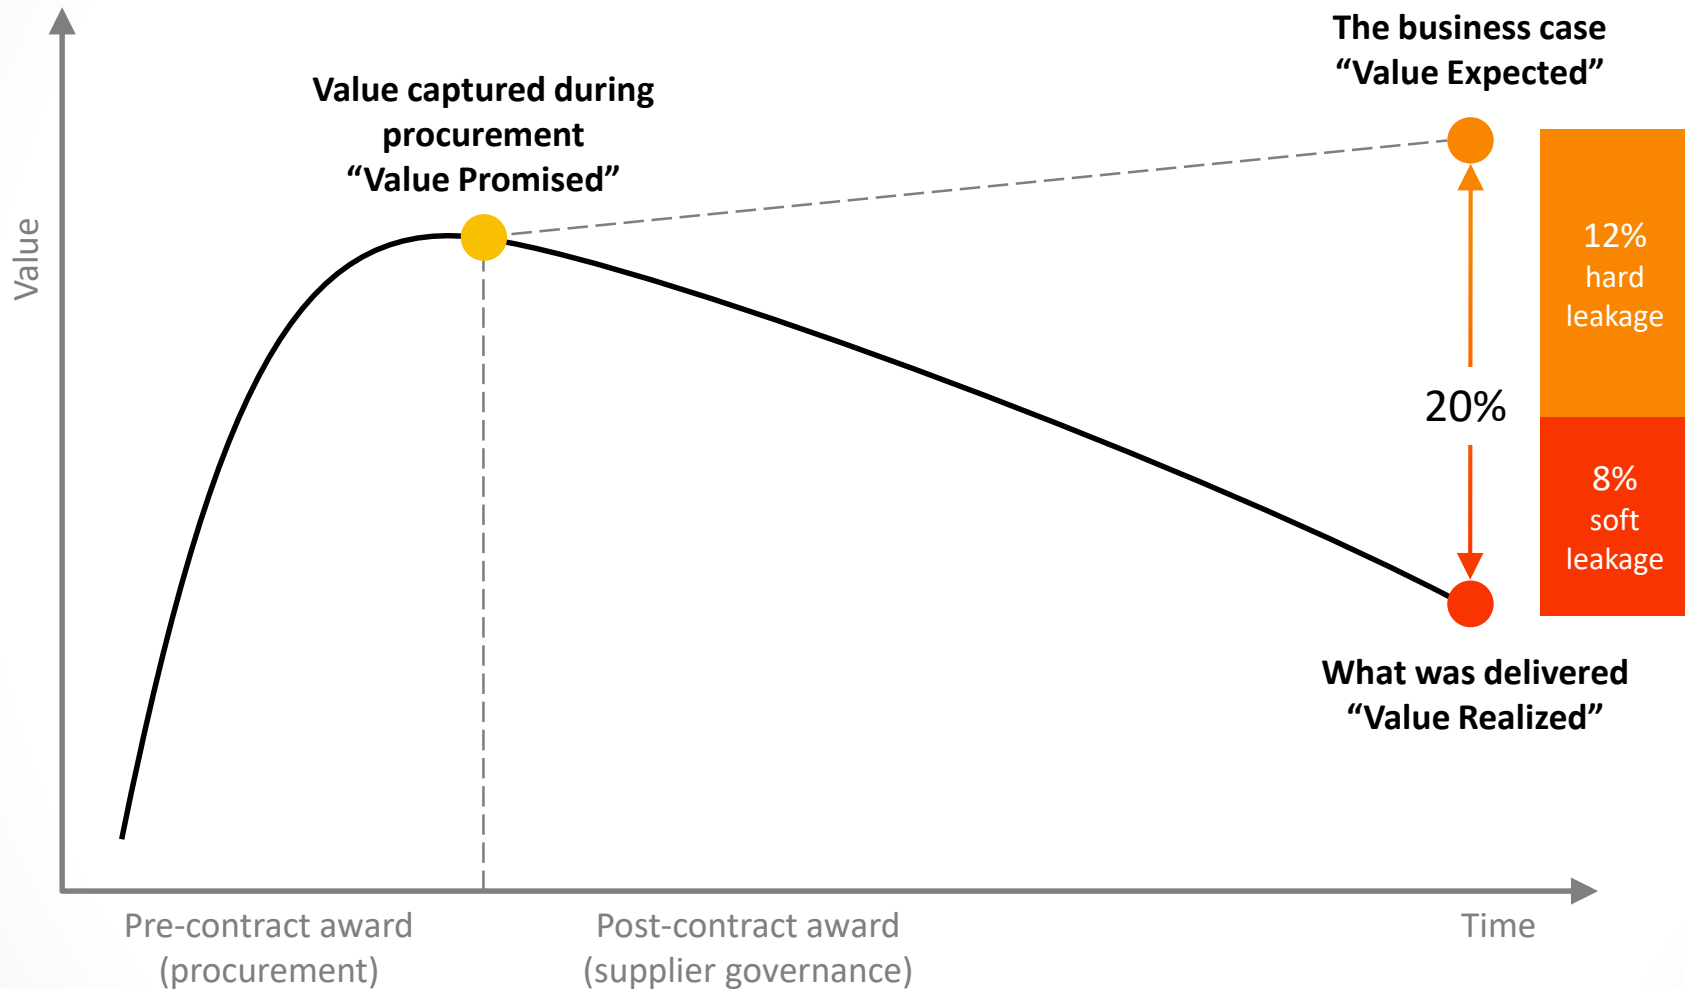 The business case
“Value Expected”
Value captured during
procurement
“Value Promised”
Value
12%
hard
leakage
20%
8%
soft
leakage
What was delivered
“Value Realized”
Pre-contract award
(procurement)
Post-contract award
(supplier governance)
Time